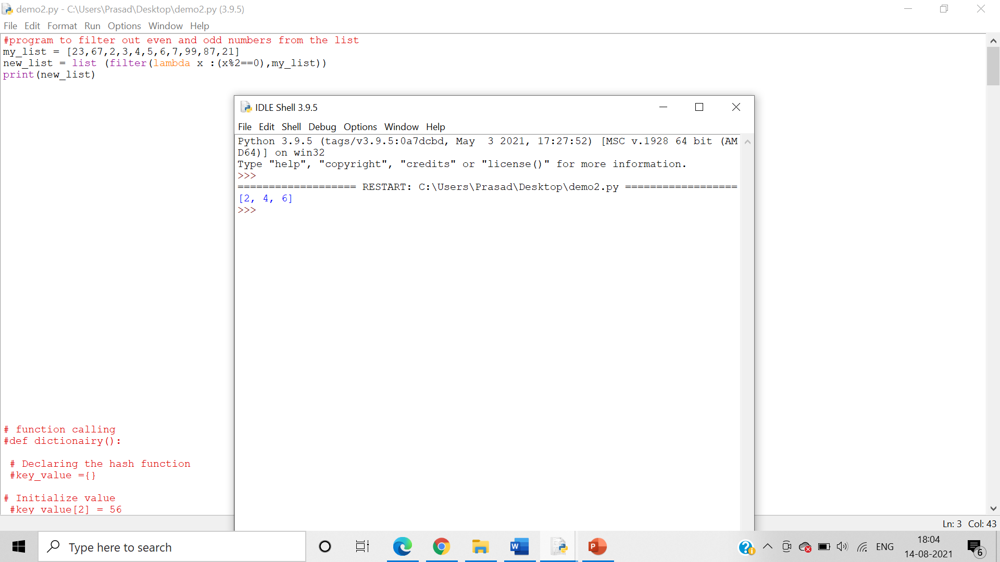 demo2.py - C:\Users\Prasad\Desktop\demo2.py (3.9.5)
File Edit Format Run Options Window Help
#program to filter out even and odd numbers from the list
my_list = [23,67,2,3,4,5,6,7,99,87,21]
new_list = list (filter(lambda x :(x%2==0),my_list))
print(new_list)
IDLE Shell 3.9.5
File Edit Shell Debug Options Window Help
Python 3.9.5 (tags/v3.9.5:0a7dcbd, May  3 2021, 17:27:52) [MSC v.1928 64 bit (AM
D64)] on win32
Type "help", "copyright", "credits" or "license()" for more information.
>>>
=================== RESTART: C:\Users\Prasad\Desktop\demo2.py ==================
[2, 4, 6]
>>>
# function calling
#def dictionairy():
# Declaring the hash function
#key_value ={}
# Initialize value
#key_value[2] = 56
Ln: 3 Col: 43
Type here to search
W
P
ENG
18:04
14-08-2021
6